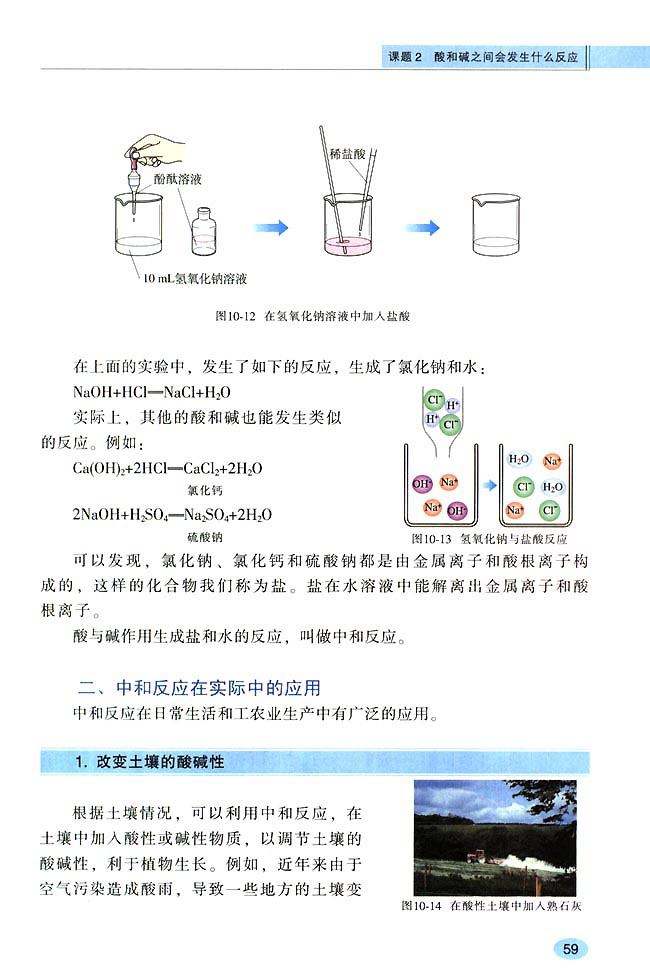 课题2 酸和碱之间会发生什么反应
稀盐酸
酚酞溶液
10 mL氢氧化钠溶液
图10-12 在氢氧化钠溶液中加入盐酸
在上面的实验中，发生了如下的反应，生成了氯化钠和水：
NaOH+HCl═NaCl+H₂O
实际上，其他的酸和碱也能发生类似
的反应。例如：
Ca(OH)₂+2HCl═CaCl₂+2H₂O
氯化钙
2NaOH+H₂SO₄═Na₂SO₄+2H₂O
硫酸钠
Cl⁻ H⁺
H⁺ Cl⁻
OH⁻ Na⁺
Na⁺ OH⁻
H₂O Na⁺
Cl⁻ H₂O
Na⁺ Cl⁻
图10-13 氢氧化钠与盐酸反应
可以发现，氯化钠、氯化钙和硫酸钠都是由金属离子和酸根离子构
成的，这样的化合物我们称为盐。盐在水溶液中能解离出金属离子和酸
根离子。
酸与碱作用生成盐和水的反应，叫做中和反应。
二、中和反应在实际中的应用
中和反应在日常生活和工农业生产中有广泛的应用。
1. 改变土壤的酸碱性
根据土壤情况，可以利用中和反应，在
土壤中加入酸性或碱性物质，以调节土壤的
酸碱性，利于植物生长。例如，近年来由于
空气污染造成酸雨，导致一些地方的土壤变
图10-14 在酸性土壤中加入熟石灰
59